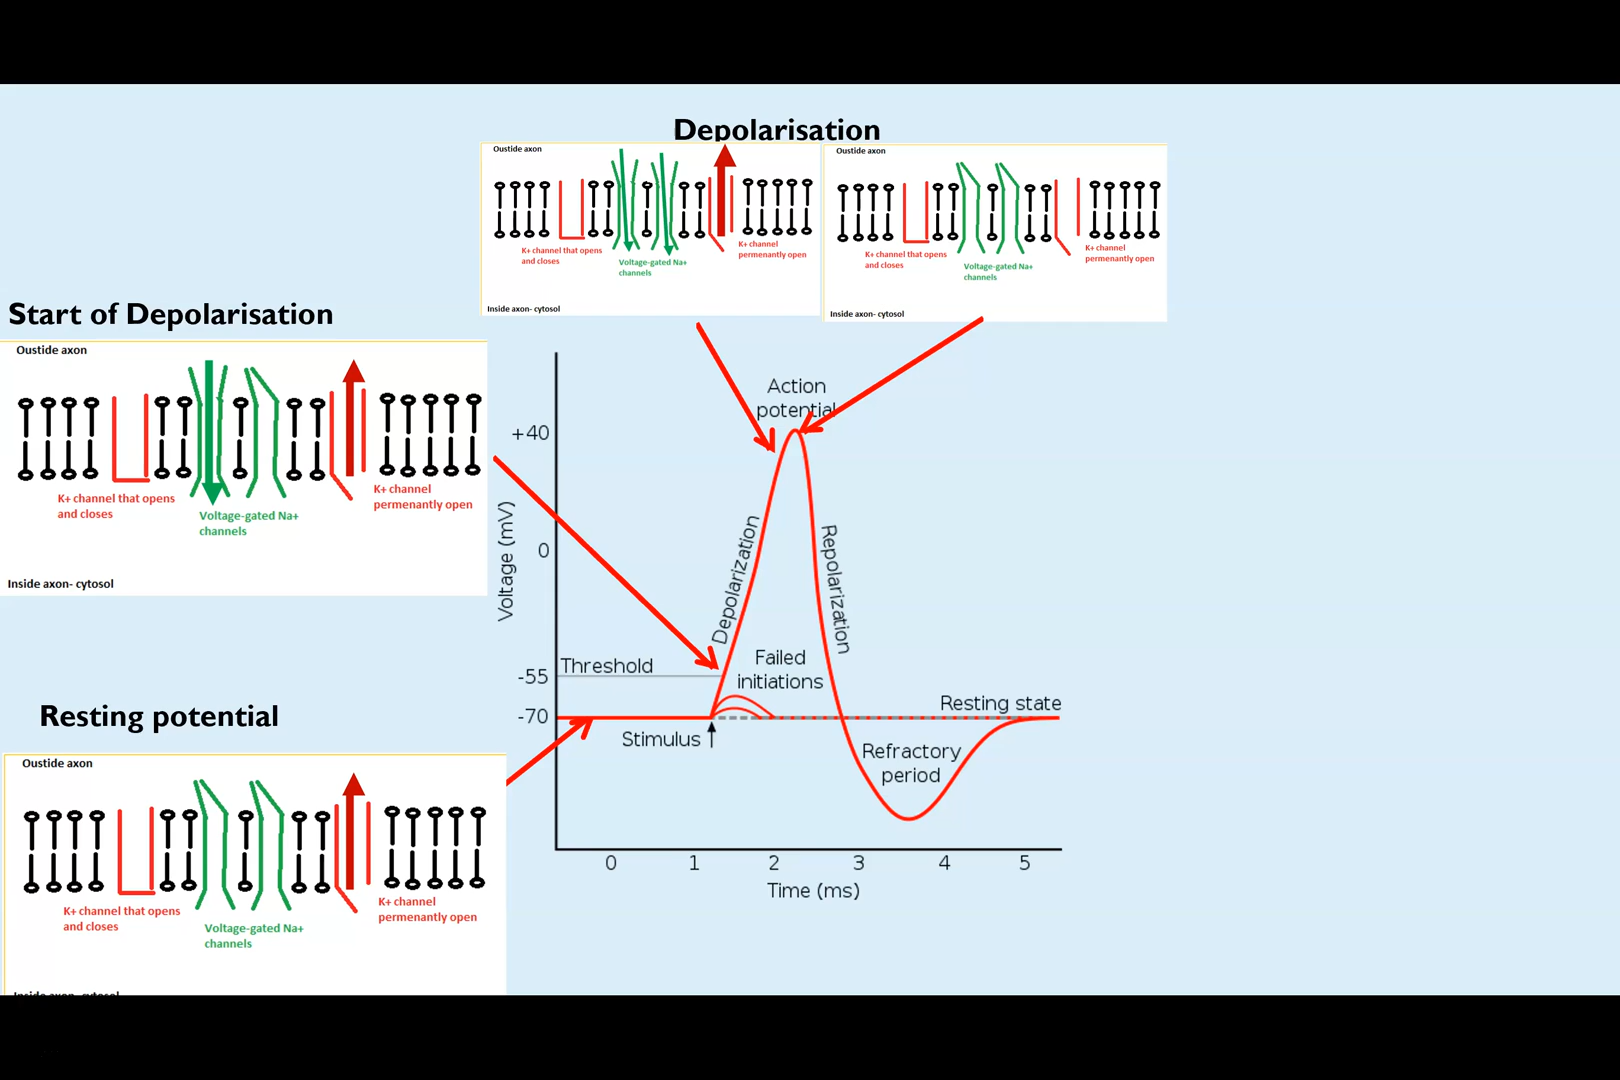 Depolarisation
Oustide axon
K+ channel that opens
and closes
Voltage-gated Na+
channels
K+ channel
permenantly open
Inside axon- cytosol
Oustide axon
K+ channel that opens
and closes
Voltage-gated Na+
channels
K+ channel
permenantly open
Inside axon- cytosol
Start of Depolarisation
Oustide axon
K+ channel that opens
and closes
Voltage-gated Na+
channels
K+ channel
permenantly open
Inside axon- cytosol
Resting potential
Oustide axon
K+ channel that opens
and closes
Voltage-gated Na+
channels
K+ channel
permenantly open
Inside axon- cytosol
Action
potential
+40
0
-55
-70
Voltage (mV)
Depolarization
Repolarization
Threshold
Failed
initiations
Stimulus
Resting state
Refractory
period
0 1 2 3 4 5
Time (ms)